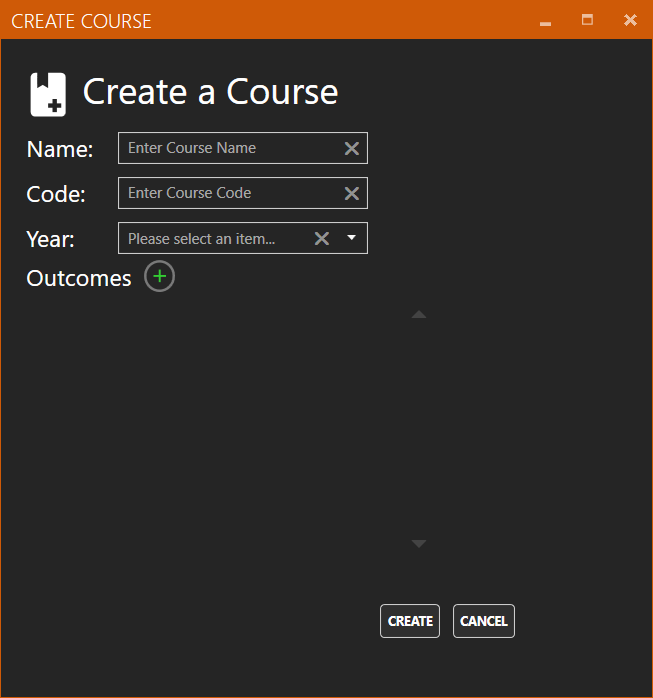 CREATE COURSE
Create a Course
Name: Enter Course Name
Code: Enter Course Code
Year: Please select an item...
Outcomes
CREATE CANCEL